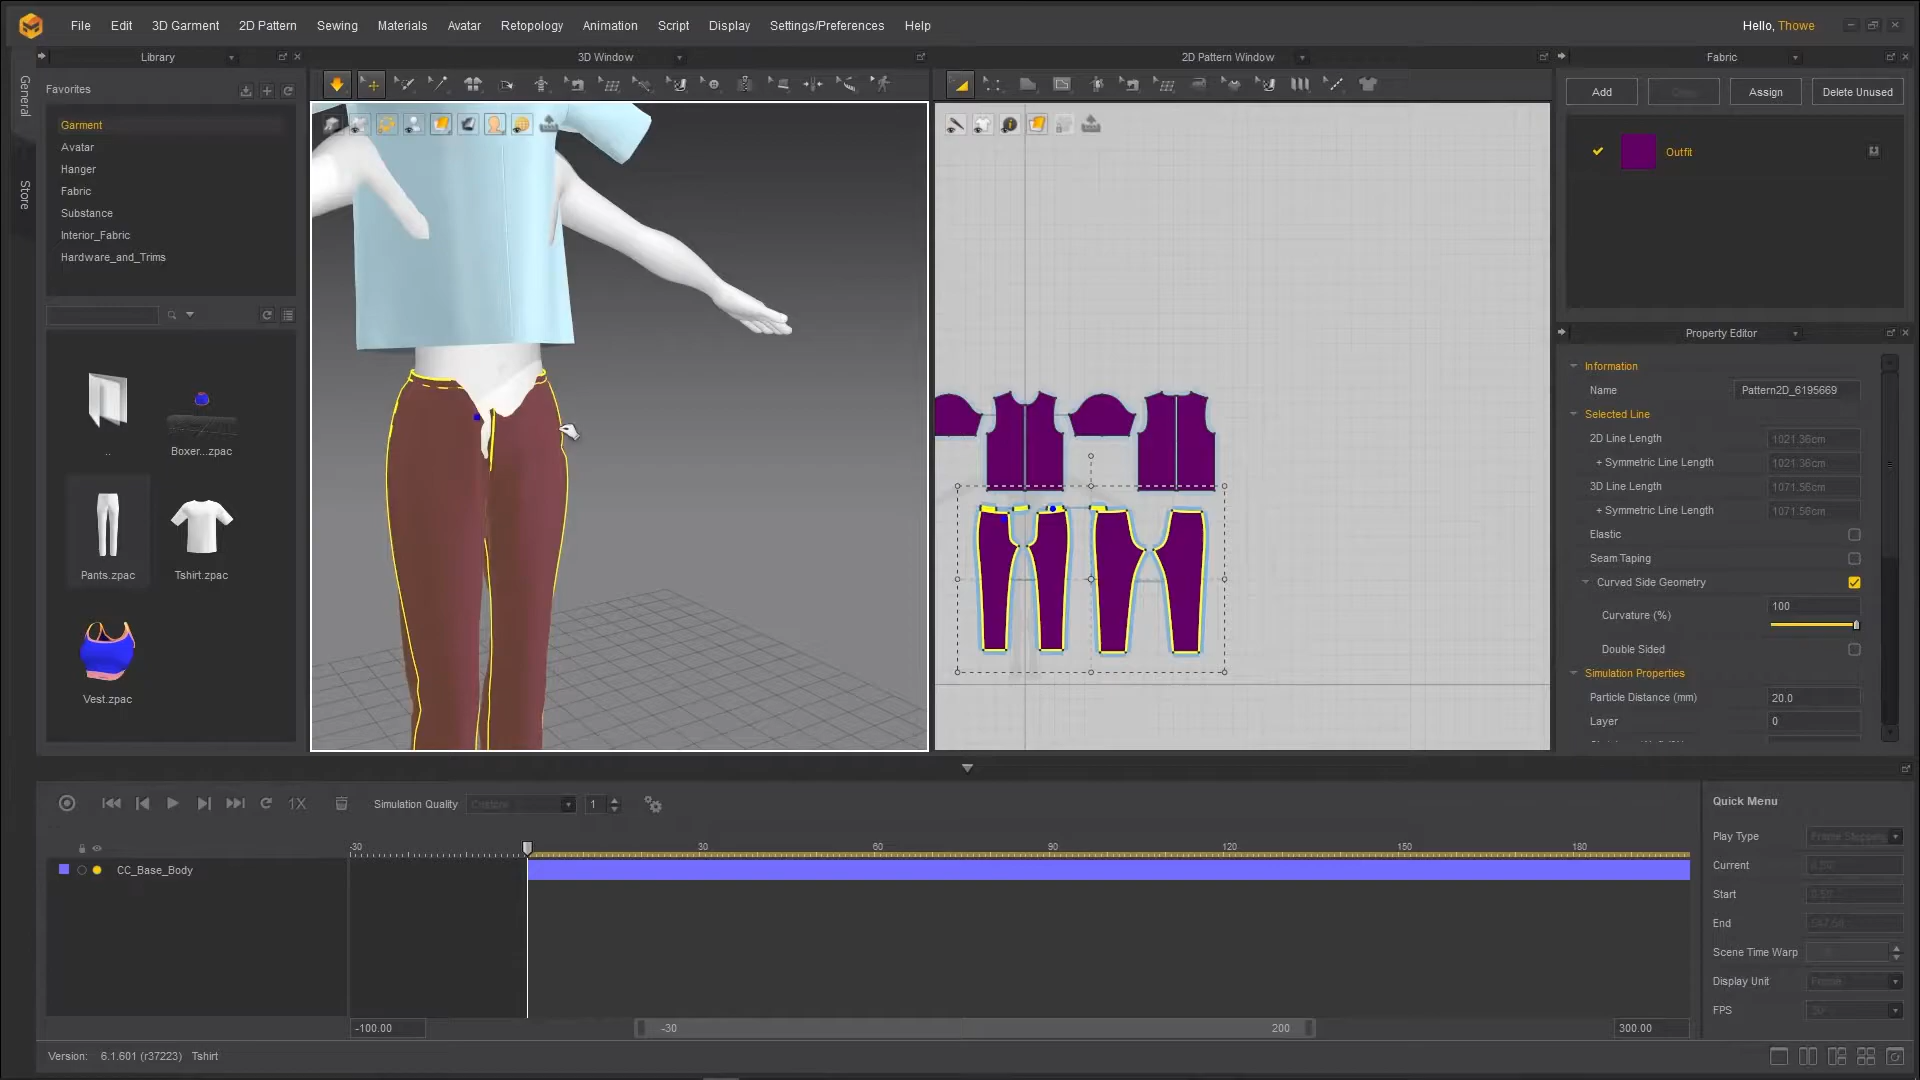 File Edit 3D Garment 2D Pattern Sewing Materials Avatar Retopology Animation Script Display Settings/Preferences Help
Hello, Thowe
Library
3D Window
2D Pattern Window
Fabric
General
Store
Favorites
Garment
Avatar
Hanger
Fabric
Substance
Interior_Fabric
Hardware_and_Trims
..
Boxer...zpac
Pants.zpac
Tshirt.zpac
Vest.zpac
Add
Assign
Delete Unused
Outfit
Property Editor
Information
Name Pattern2D_6195669
Selected Line
2D Line Length 1021.36cm
+ Symmetric Line Length 1021.36cm
3D Line Length 1071.56cm
+ Symmetric Line Length 1071.56cm
Elastic
Seam Taping
Curved Side Geometry
Curvature (%) 100
Double Sided
Simulation Properties
Particle Distance (mm) 20.0
Layer 0
1X
Simulation Quality Custom 1
-30 30 60 90 120 150 180
CC_Base_Body
-100.00 -30 200 300.00
Quick Menu
Play Type
Current
Start
End
Scene Time Warp
Display Unit Frame
FPS
Version: 6.1.601 (r37223) Tshirt